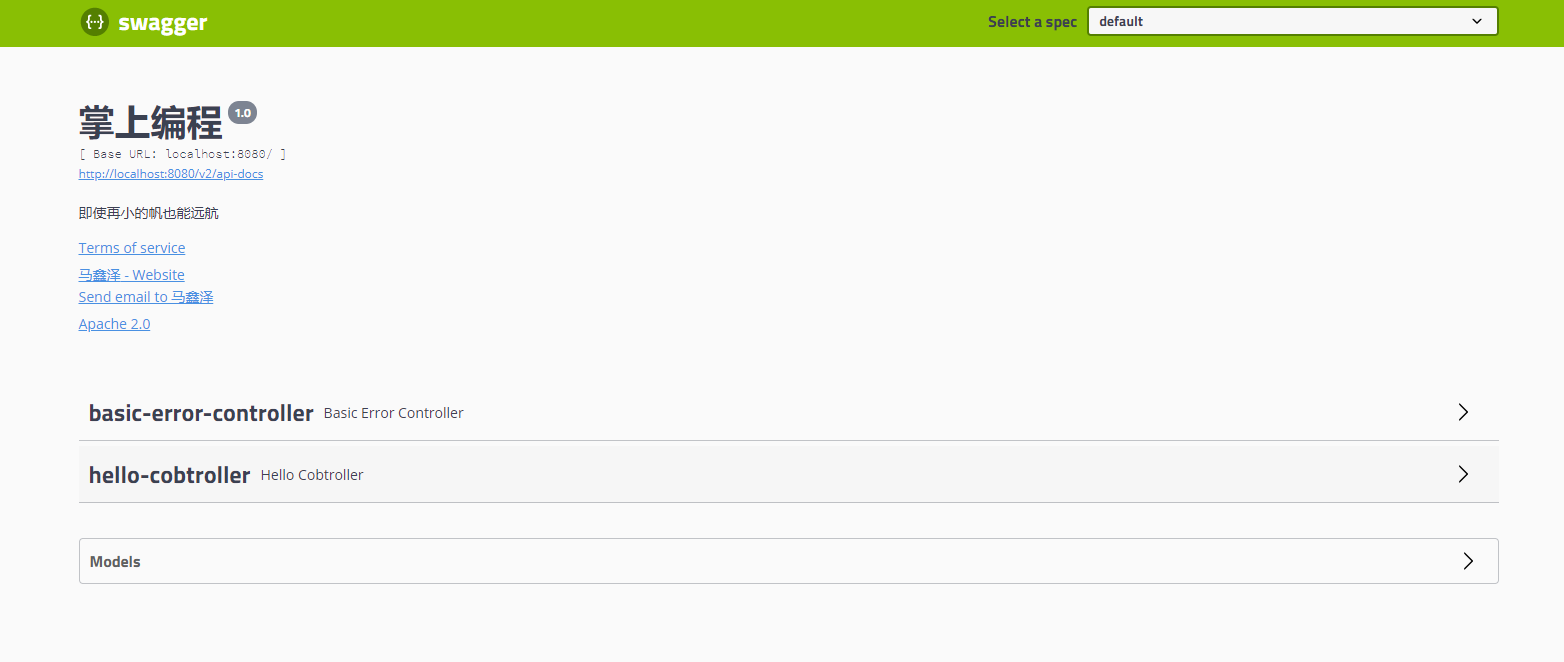 swagger
Select a spec default
掌上编程 1.0
[ Base URL: localhost:8080/ ]
http://localhost:8080/v2/api-docs
即使再小的帆也能远航
Terms of service
马鑫泽 - Website
Send email to 马鑫泽
Apache 2.0
basic-error-controller Basic Error Controller
hello-cobtroller Hello Cobtroller
Models